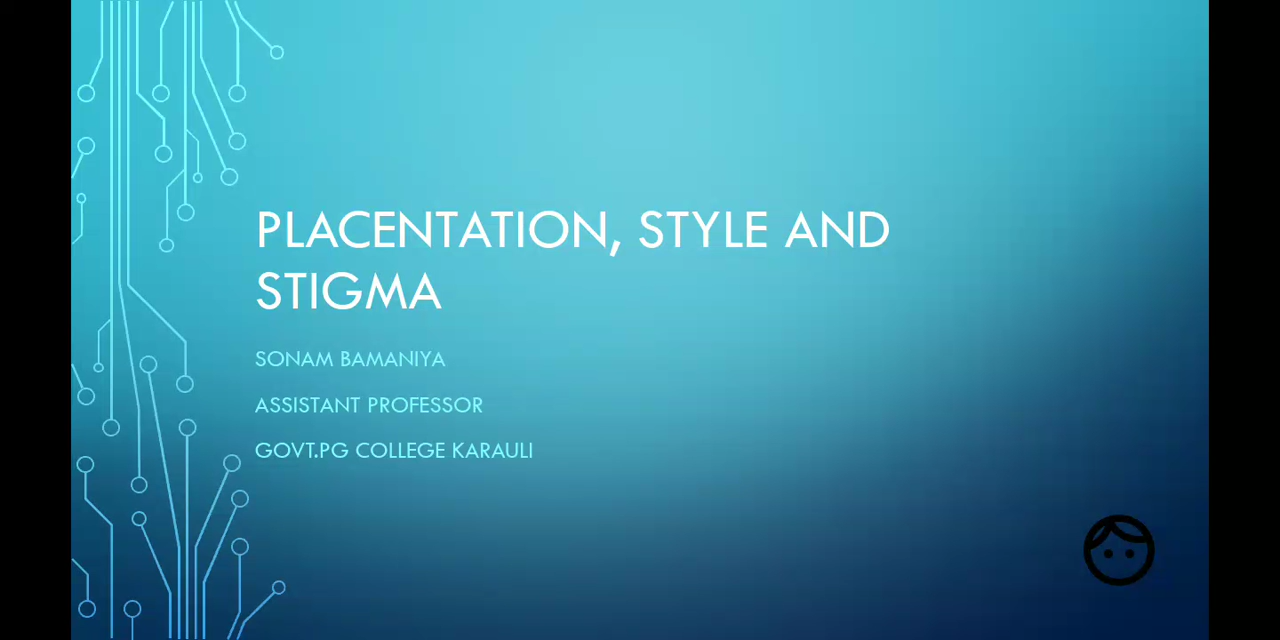 PLACENTATION, STYLE AND
STIGMA
SONAM BAMANIYA
ASSISTANT PROFESSOR
GOVT.PG COLLEGE KARAULI